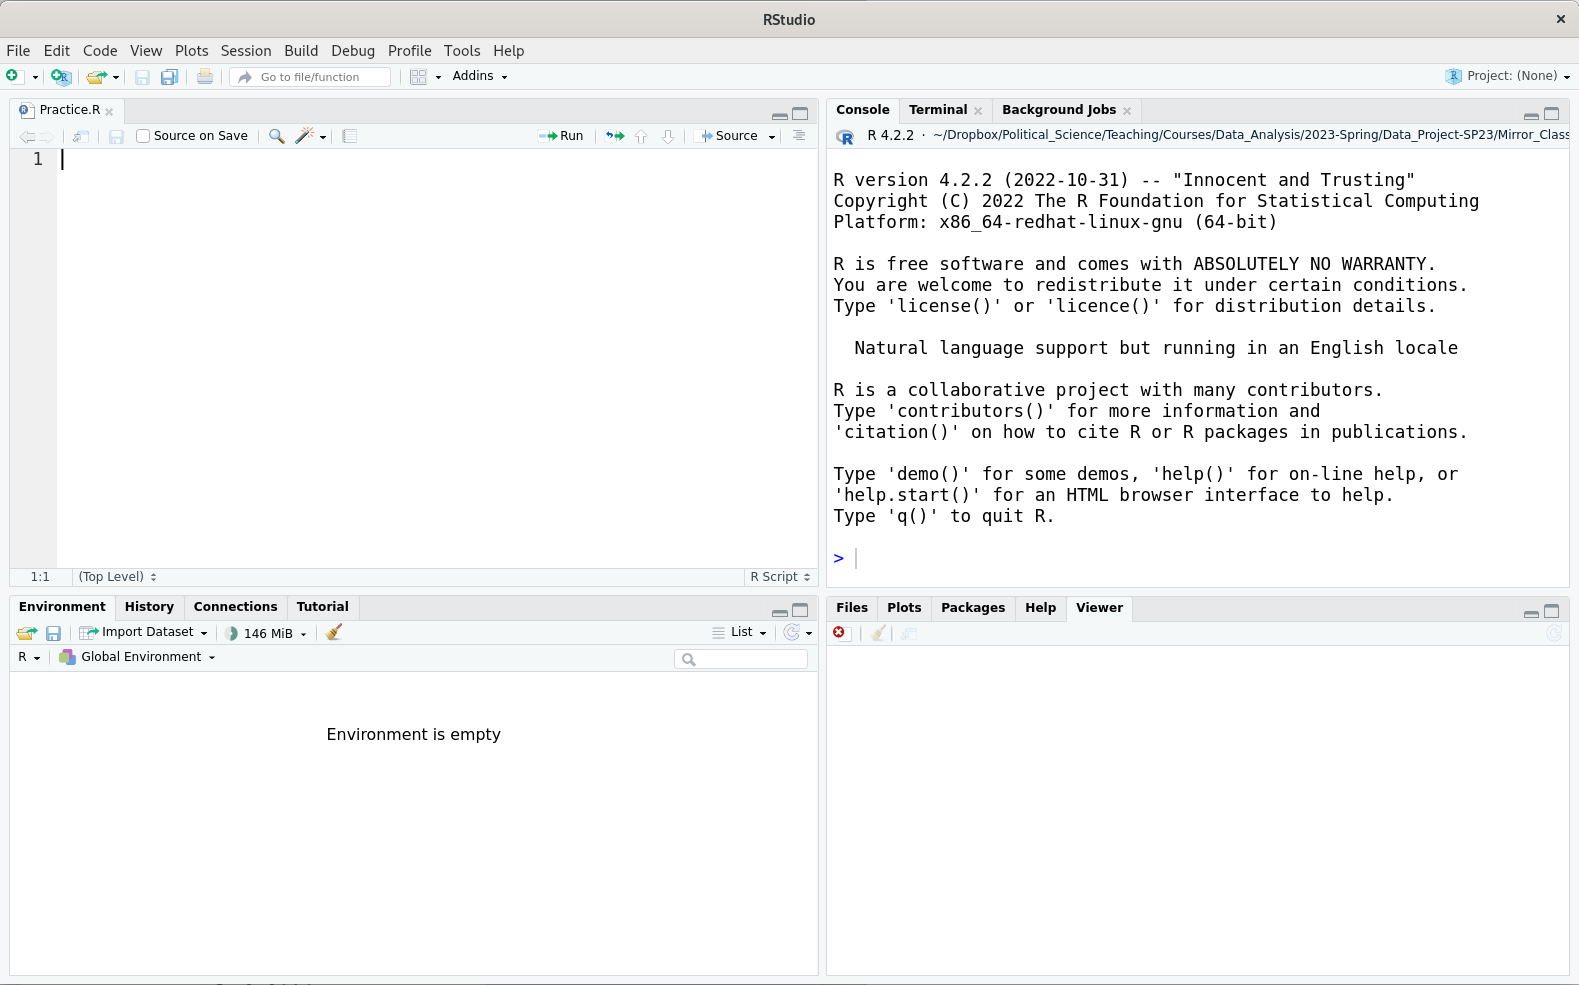 RStudio
File Edit Code View Plots Session Build Debug Profile Tools Help
Go to file/function
Addins
Project: (None)
Practice.R
Source on Save
Run
Source
1
1:1
(Top Level)
R Script
Console Terminal Background Jobs
R 4.2.2 · ~/Dropbox/Political_Science/Teaching/Courses/Data_Analysis/2023-Spring/Data_Project-SP23/Mirror_Class
R version 4.2.2 (2022-10-31) -- "Innocent and Trusting"
Copyright (C) 2022 The R Foundation for Statistical Computing
Platform: x86_64-redhat-linux-gnu (64-bit)
R is free software and comes with ABSOLUTELY NO WARRANTY.
You are welcome to redistribute it under certain conditions.
Type 'license()' or 'licence()' for distribution details.
Natural language support but running in an English locale
R is a collaborative project with many contributors.
Type 'contributors()' for more information and
'citation()' on how to cite R or R packages in publications.
Type 'demo()' for some demos, 'help()' for on-line help, or
'help.start()' for an HTML browser interface to help.
Type 'q()' to quit R.
>
Environment History Connections Tutorial
Import Dataset
146 MiB
List
R
Global Environment
Environment is empty
Files Plots Packages Help Viewer